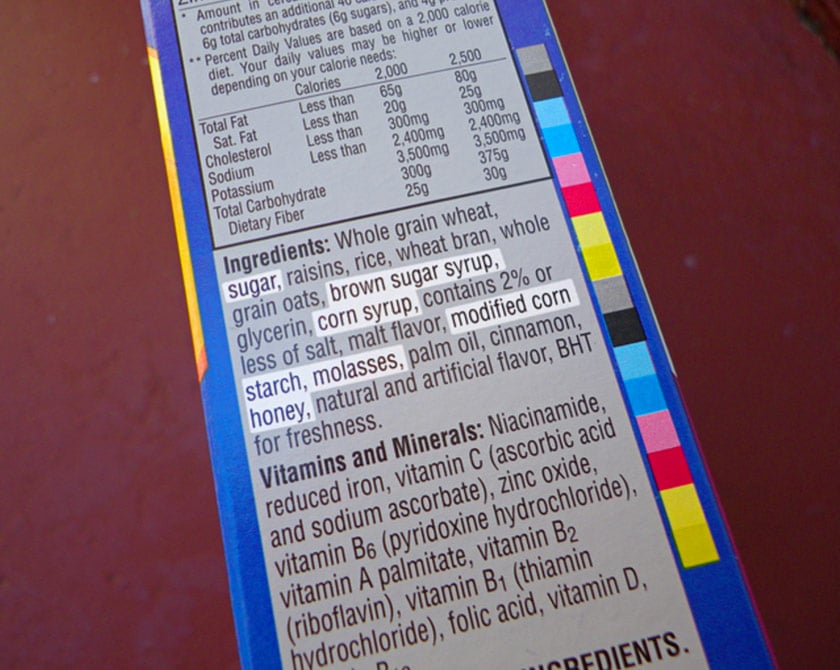 * Amount in
contributes an additional 40
6g total carbohydrates (6g sugars), and 4g
** Percent Daily Values are based on a 2,000 calorie
diet. Your daily values may be higher or lower
depending on your calorie needs:
Calories 2,000 2,500
Total Fat Less than 65g 80g
Sat. Fat Less than 20g 25g
Cholesterol Less than 300mg 300mg
Sodium Less than 2,400mg 2,400mg
Potassium 3,500mg 3,500mg
Total Carbohydrate 300g 375g
Dietary Fiber 25g 30g
Ingredients: Whole grain wheat,
sugar, raisins, rice, wheat bran, whole
grain oats, brown sugar syrup,
glycerin, corn syrup, contains 2% or
less of salt, malt flavor, modified corn
starch, molasses, palm oil, cinnamon,
honey, natural and artificial flavor, BHT
for freshness.
Vitamins and Minerals: Niacinamide,
reduced iron, vitamin C (ascorbic acid
and sodium ascorbate), zinc oxide,
vitamin B6 (pyridoxine hydrochloride),
vitamin A palmitate, vitamin B2
(riboflavin), vitamin B1 (thiamin
hydrochloride), folic acid, vitamin D,
INGREDIENTS.